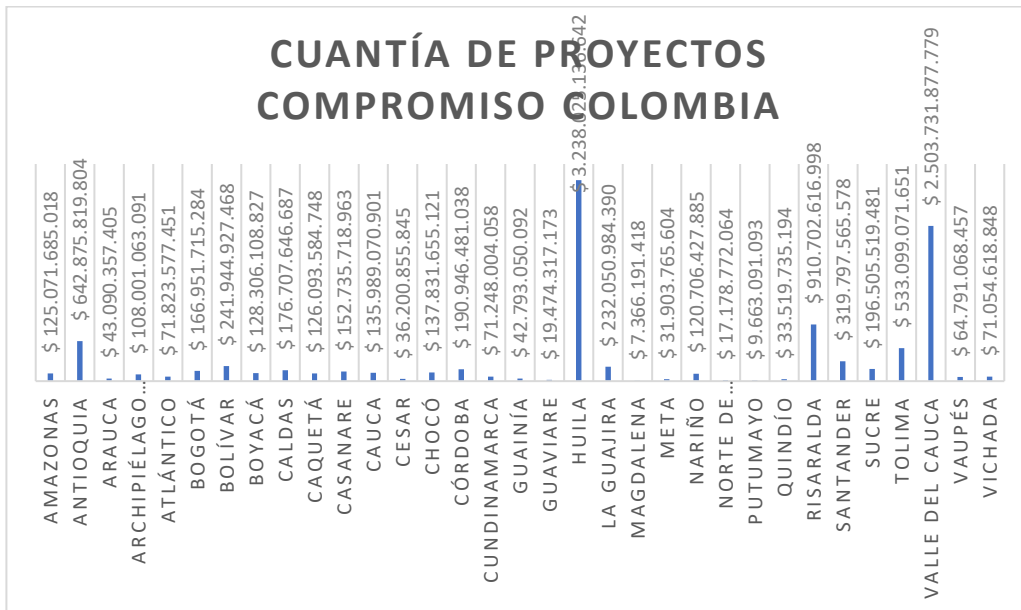 CUANTÍA DE PROYECTOS
COMPROMISO COLOMBIA
$ 125.071.685.018
$ 642.875.819.804
$ 43.090.357.405
$ 108.001.063.091
$ 71.823.577.451
$ 166.951.715.284
$ 241.944.927.468
$ 128.306.108.827
$ 176.707.646.687
$ 126.093.584.748
$ 152.735.718.963
$ 135.989.070.901
$ 36.200.855.845
$ 137.831.655.121
$ 190.946.481.038
$ 71.248.004.058
$ 42.793.050.092
$ 19.474.317.173
$ 232.050.984.390
$ 7.366.191.418
$ 31.903.765.604
$ 120.706.427.885
$ 17.178.772.064
$ 9.663.091.093
$ 33.519.735.194
$ 910.702.616.998
$ 319.797.565.578
$ 196.505.519.481
$ 533.099.071.651
$ 2.503.731.877.779
$ 64.791.068.457
$ 71.054.618.848
AMAZONAS
ANTIOQUIA
ARAUCA
ARCHIPIÉLAGO...
ATLÁNTICO
BOGOTÁ
BOLÍVAR
BOYACÁ
CALDAS
CAQUETÁ
CASANARE
CAUCA
CESAR
CHOCÓ
CÓRDOBA
CUNDINAMARCA
GUAINÍA
GUAVIARE
HUILA
LA GUAJIRA
MAGDALENA
META
NARIÑO
NORTE DE...
PUTUMAYO
QUINDÍO
RISARALDA
SANTANDER
SUCRE
TOLIMA
VALLE DEL CAUCA
VAUPÉS
VICHADA